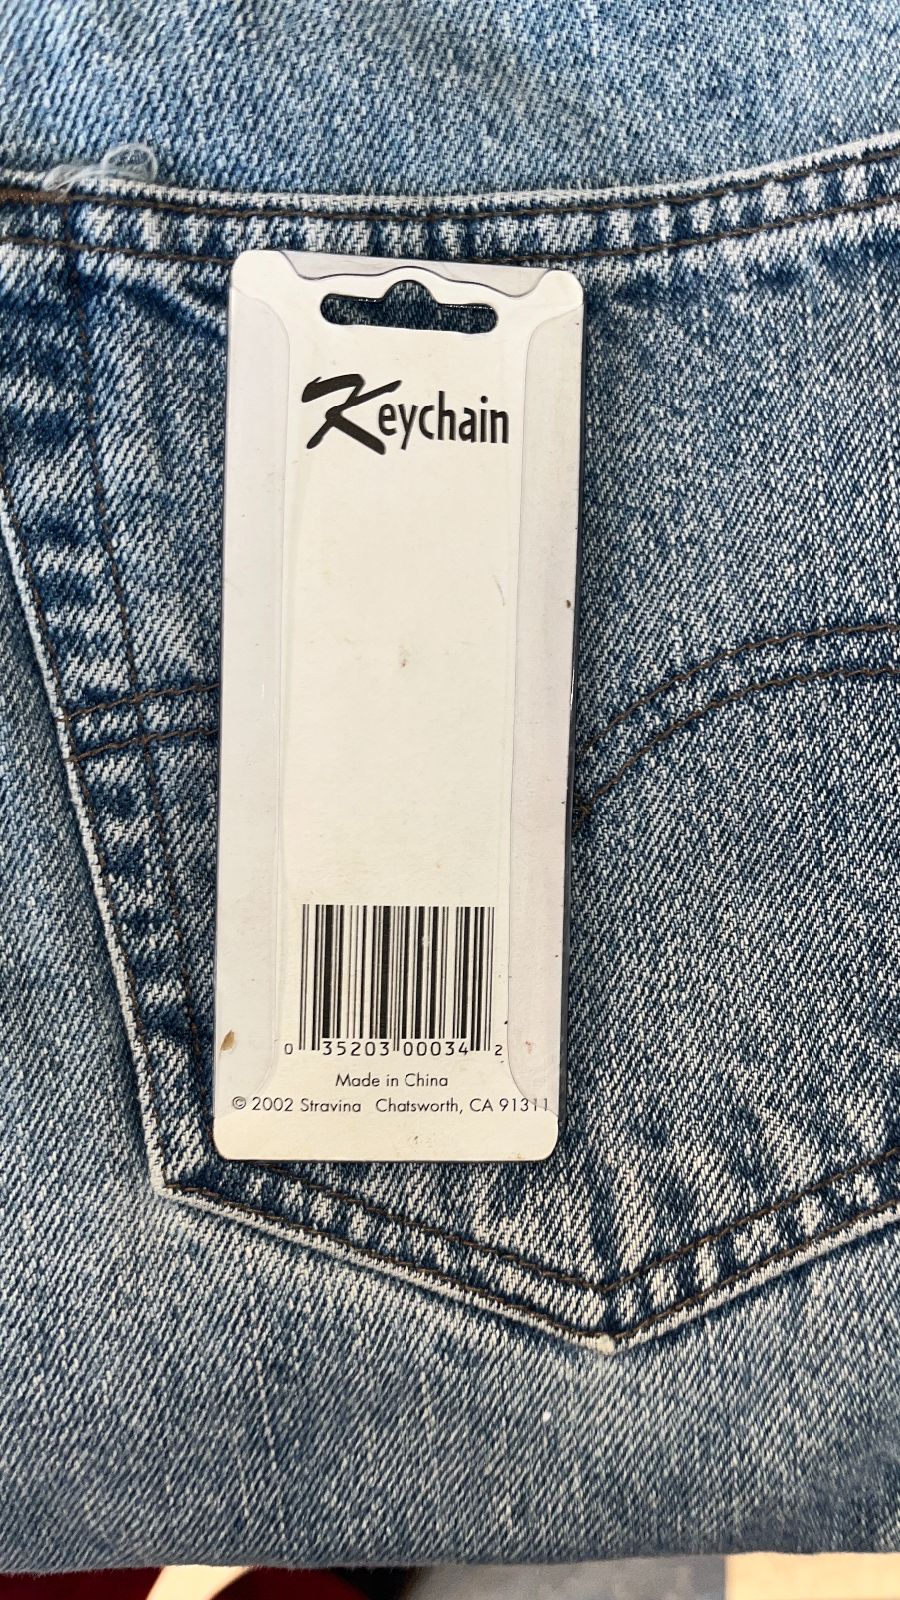 Keychain
0 35203 00034 2
Made in China
© 2002 Stravina Chatsworth, CA 91311